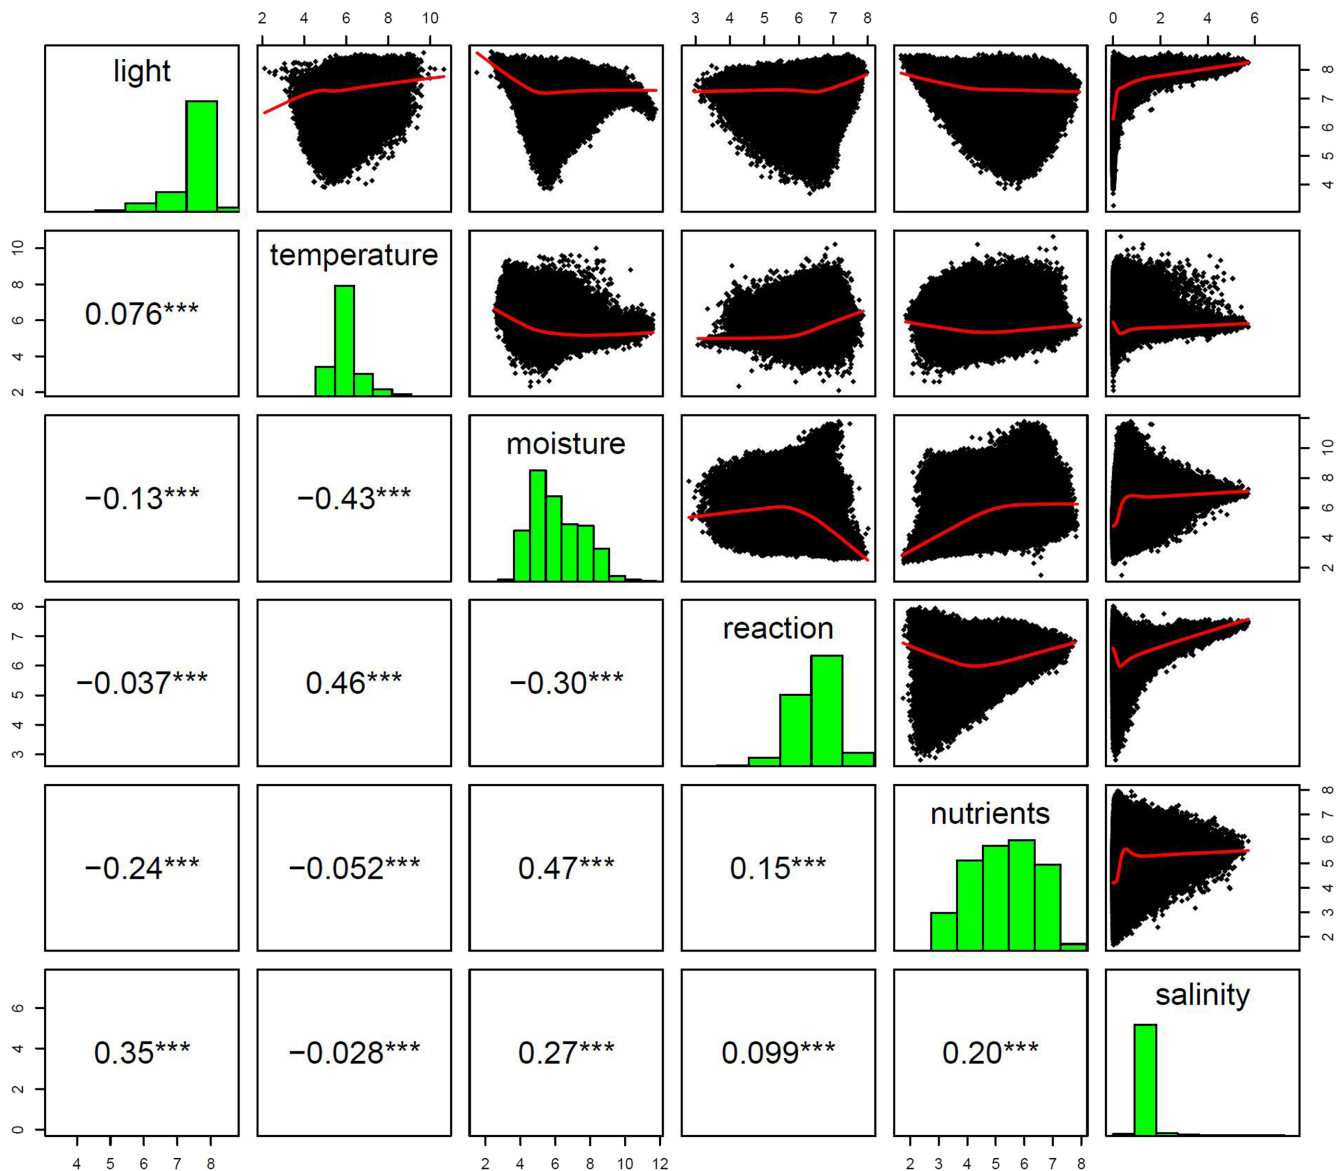 2 4 6 8 10
3 4 5 6 7 8
0 2 4 6
light
4 5 6 7 8
temperature
2 4 6 8 10
0.076***
moisture
2 4 6 8 10
−0.13***
−0.43***
reaction
3 4 5 6 7 8
−0.037***
0.46***
−0.30***
nutrients
2 3 4 5 6 7 8
−0.24***
−0.052***
0.47***
0.15***
salinity
0 2 4 6
0.35***
−0.028***
0.27***
0.099***
0.20***
4 5 6 7 8
2 4 6 8 10 12
2 3 4 5 6 7 8